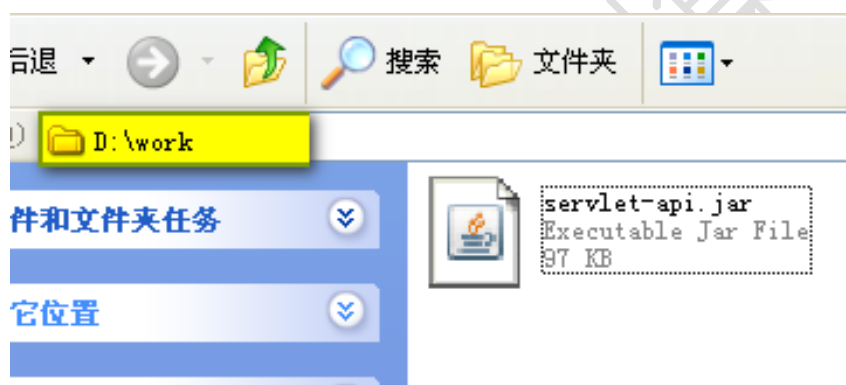 后退
搜索
文件夹
D:\work
件和文件夹任务
它位置
servlet-api.jar
Executable Jar File
97 KB